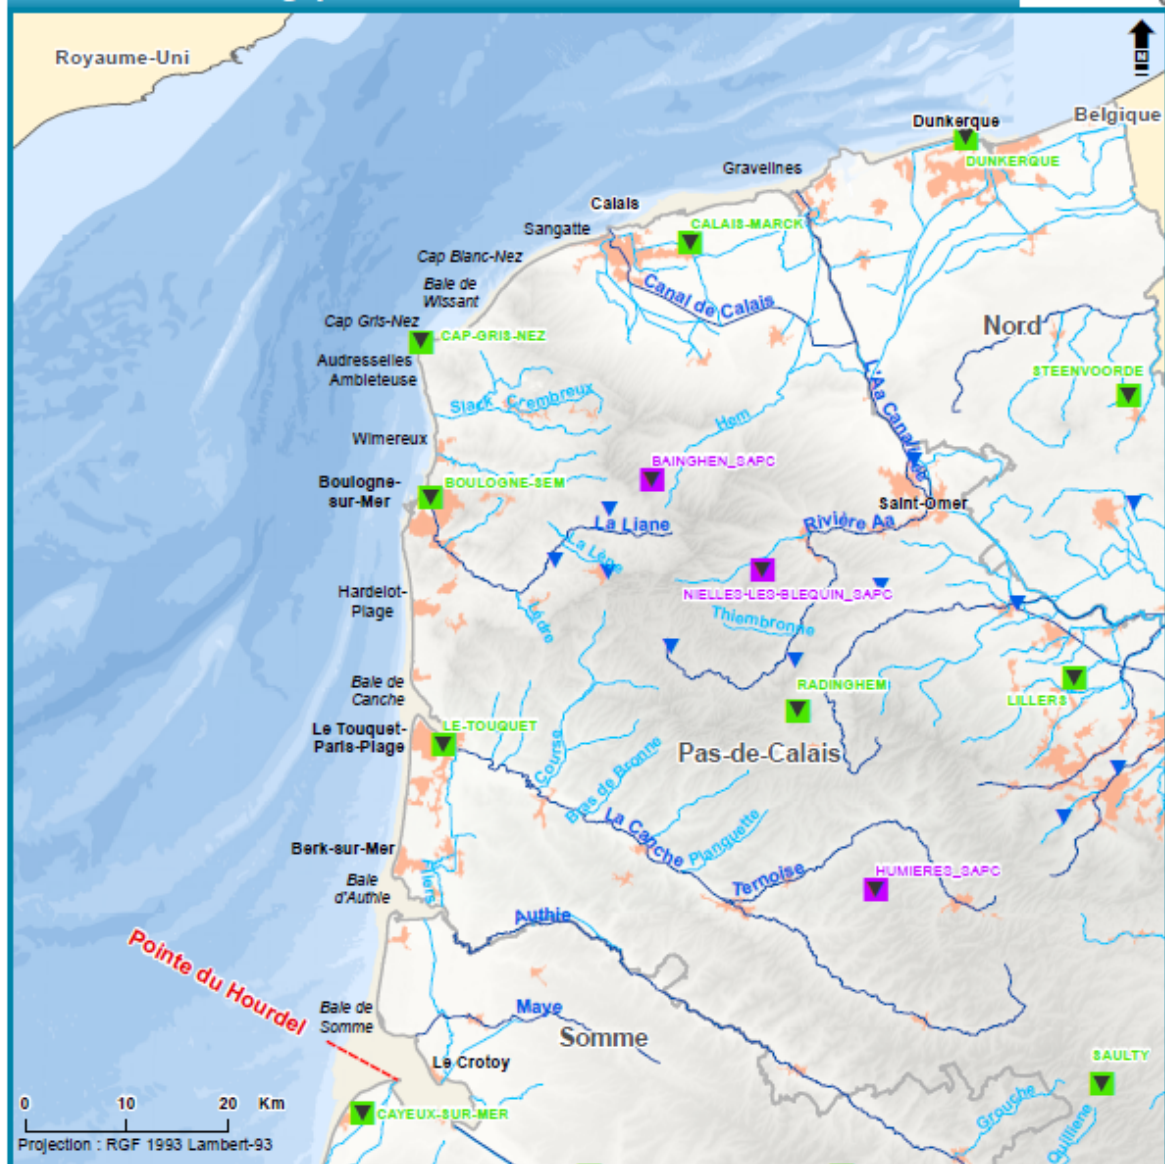 Royaume-Uni
N
Belgique
Dunkerque
DUNKERQUE
Gravelines
Calais
CALAIS-MARCK
Sangatte
Cap Blanc-Nez
Baie de
Wissant
Canal de Calais
Cap Gris-Nez
CAP-GRIS-NEZ
Nord
Audresselles
Ambleteuse
STEENVOORDE
L'Aa Canalisée
Slack
Crembreux
Hem
Wimereux
BAINGHEN_SAPC
Boulogne-
sur-Mer
BOULOGNE-SEM
Saint-Omer
La Liane
Rivière Aa
La Lène
NIELLES-LES-BLEQUIN_SAPC
Hardelot-
Plage
Lèdre
Thiembronne
Baie de
Canche
RADINGHEM
LILLERS
Le Touquet-
Paris-Plage
LE-TOUQUET
Pas-de-Calais
Course
Bras de Bronne
La Canche
Planquette
Berk-sur-Mer
Ternoise
HUMIERES_SAPC
Baie
d'Authie
Fliers
Authie
Pointe du Hourdel
Baie de
Somme
Maye
Somme
Le Crotoy
SAULTY
0 10 20 Km
CAYEUX-SUR-MER
Grouche
Quilliene
Projection : RGF 1993 Lambert-93